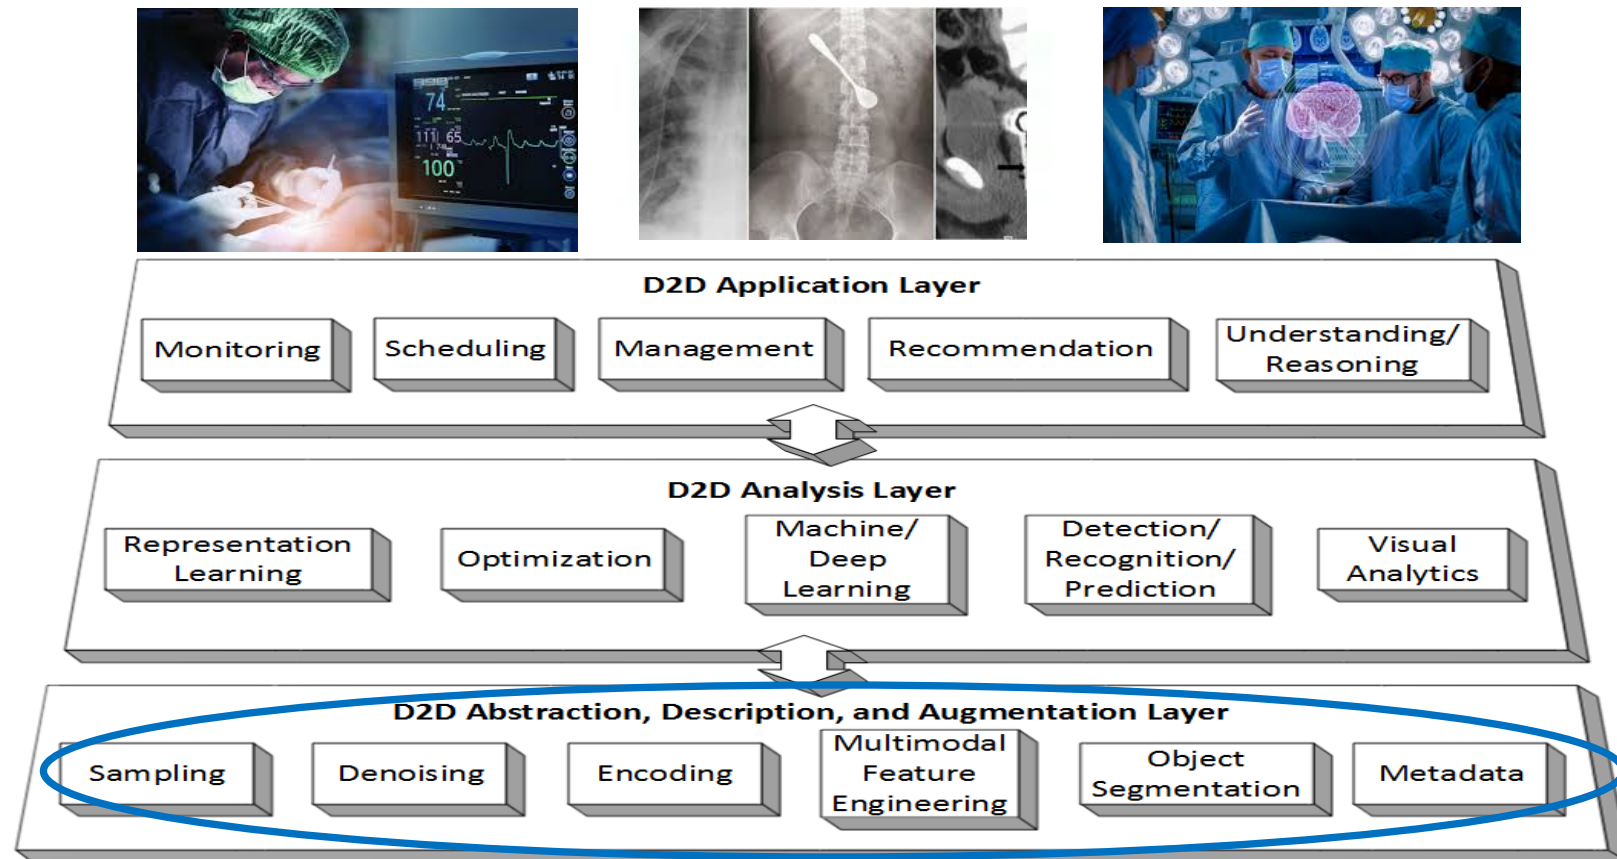 74
111 65
100
D2D Application Layer
Monitoring
Scheduling
Management
Recommendation
Understanding/
Reasoning
D2D Analysis Layer
Representation
Learning
Optimization
Machine/
Deep
Learning
Detection/
Recognition/
Prediction
Visual
Analytics
D2D Abstraction, Description, and Augmentation Layer
Sampling
Denoising
Encoding
Multimodal
Feature
Engineering
Object
Segmentation
Metadata